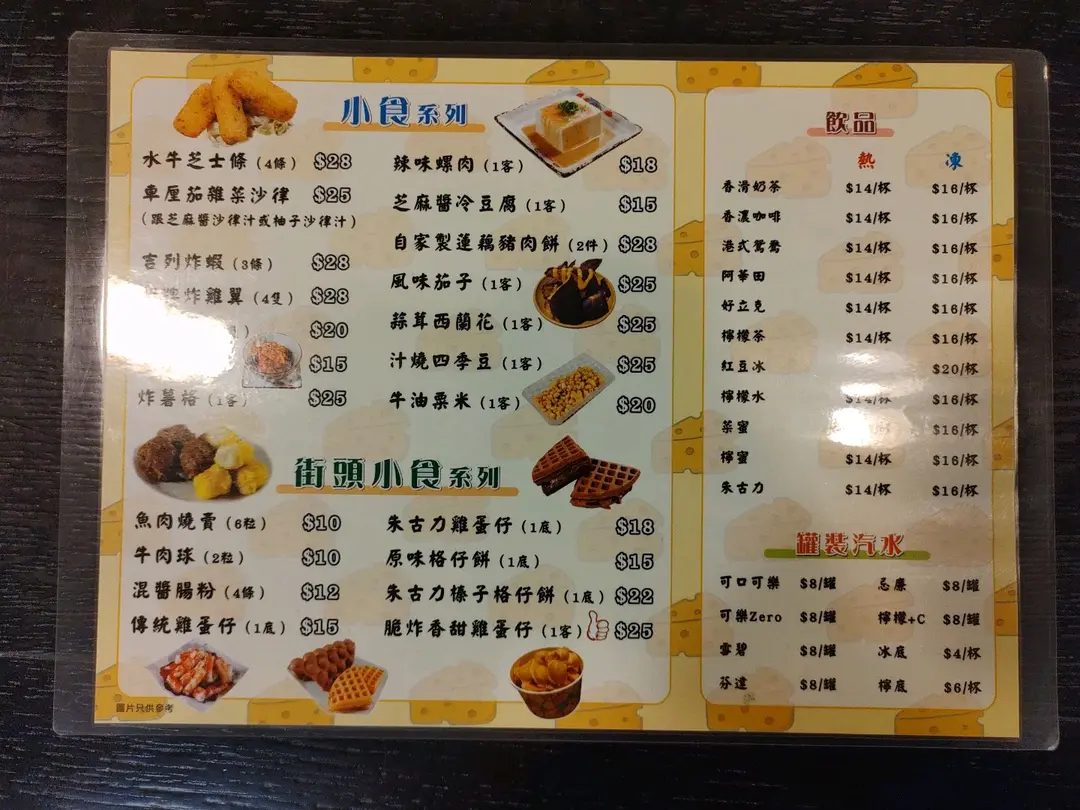 小食系列
水牛芝士條 (4條) $28
車厘茄雜菜沙律 $25
(跟芝麻醬沙律汁或柚子沙律汁)
吉列炸蝦 (3條) $28
炸雞翼 (4隻) $28
$20
$15
炸薯格 (1客) $25
辣味螺肉 (1客) $18
芝麻醬冷豆腐 (1客) $15
自家製蓮藕豬肉餅 (2件) $28
風味茄子 (1客) $25
蒜茸西蘭花 (1客) $25
汁燒四季豆 (1客) $25
牛油粟米 (1客) $20
街頭小食系列
魚肉燒賣 (6粒) $10
牛肉球 (2粒) $10
混醬腸粉 (4條) $12
傳統雞蛋仔 (1底) $15
朱古力雞蛋仔 (1底) $18
原味格仔餅 (1底) $15
朱古力榛子格仔餅 (1底) $22
脆炸香甜雞蛋仔 (1客) $25
圖片只供參考
飲品
熱 凍
香滑奶茶 $14/杯 $16/杯
香濃咖啡 $14/杯 $16/杯
港式鴛鴦 $14/杯 $16/杯
阿華田 $14/杯 $16/杯
好立克 $14/杯 $16/杯
檸檬茶 $14/杯 $16/杯
紅豆冰 $20/杯
檸檬水 $14/杯 $16/杯
菜蜜 $16/杯
檸蜜 $14/杯 $16/杯
朱古力 $14/杯 $16/杯
罐裝汽水
可口可樂 $8/罐 忌廉 $8/罐
可樂Zero $8/罐 檸檬+C $8/罐
雪碧 $8/罐 冰底 $4/杯
芬達 $8/罐 檸底 $6/杯